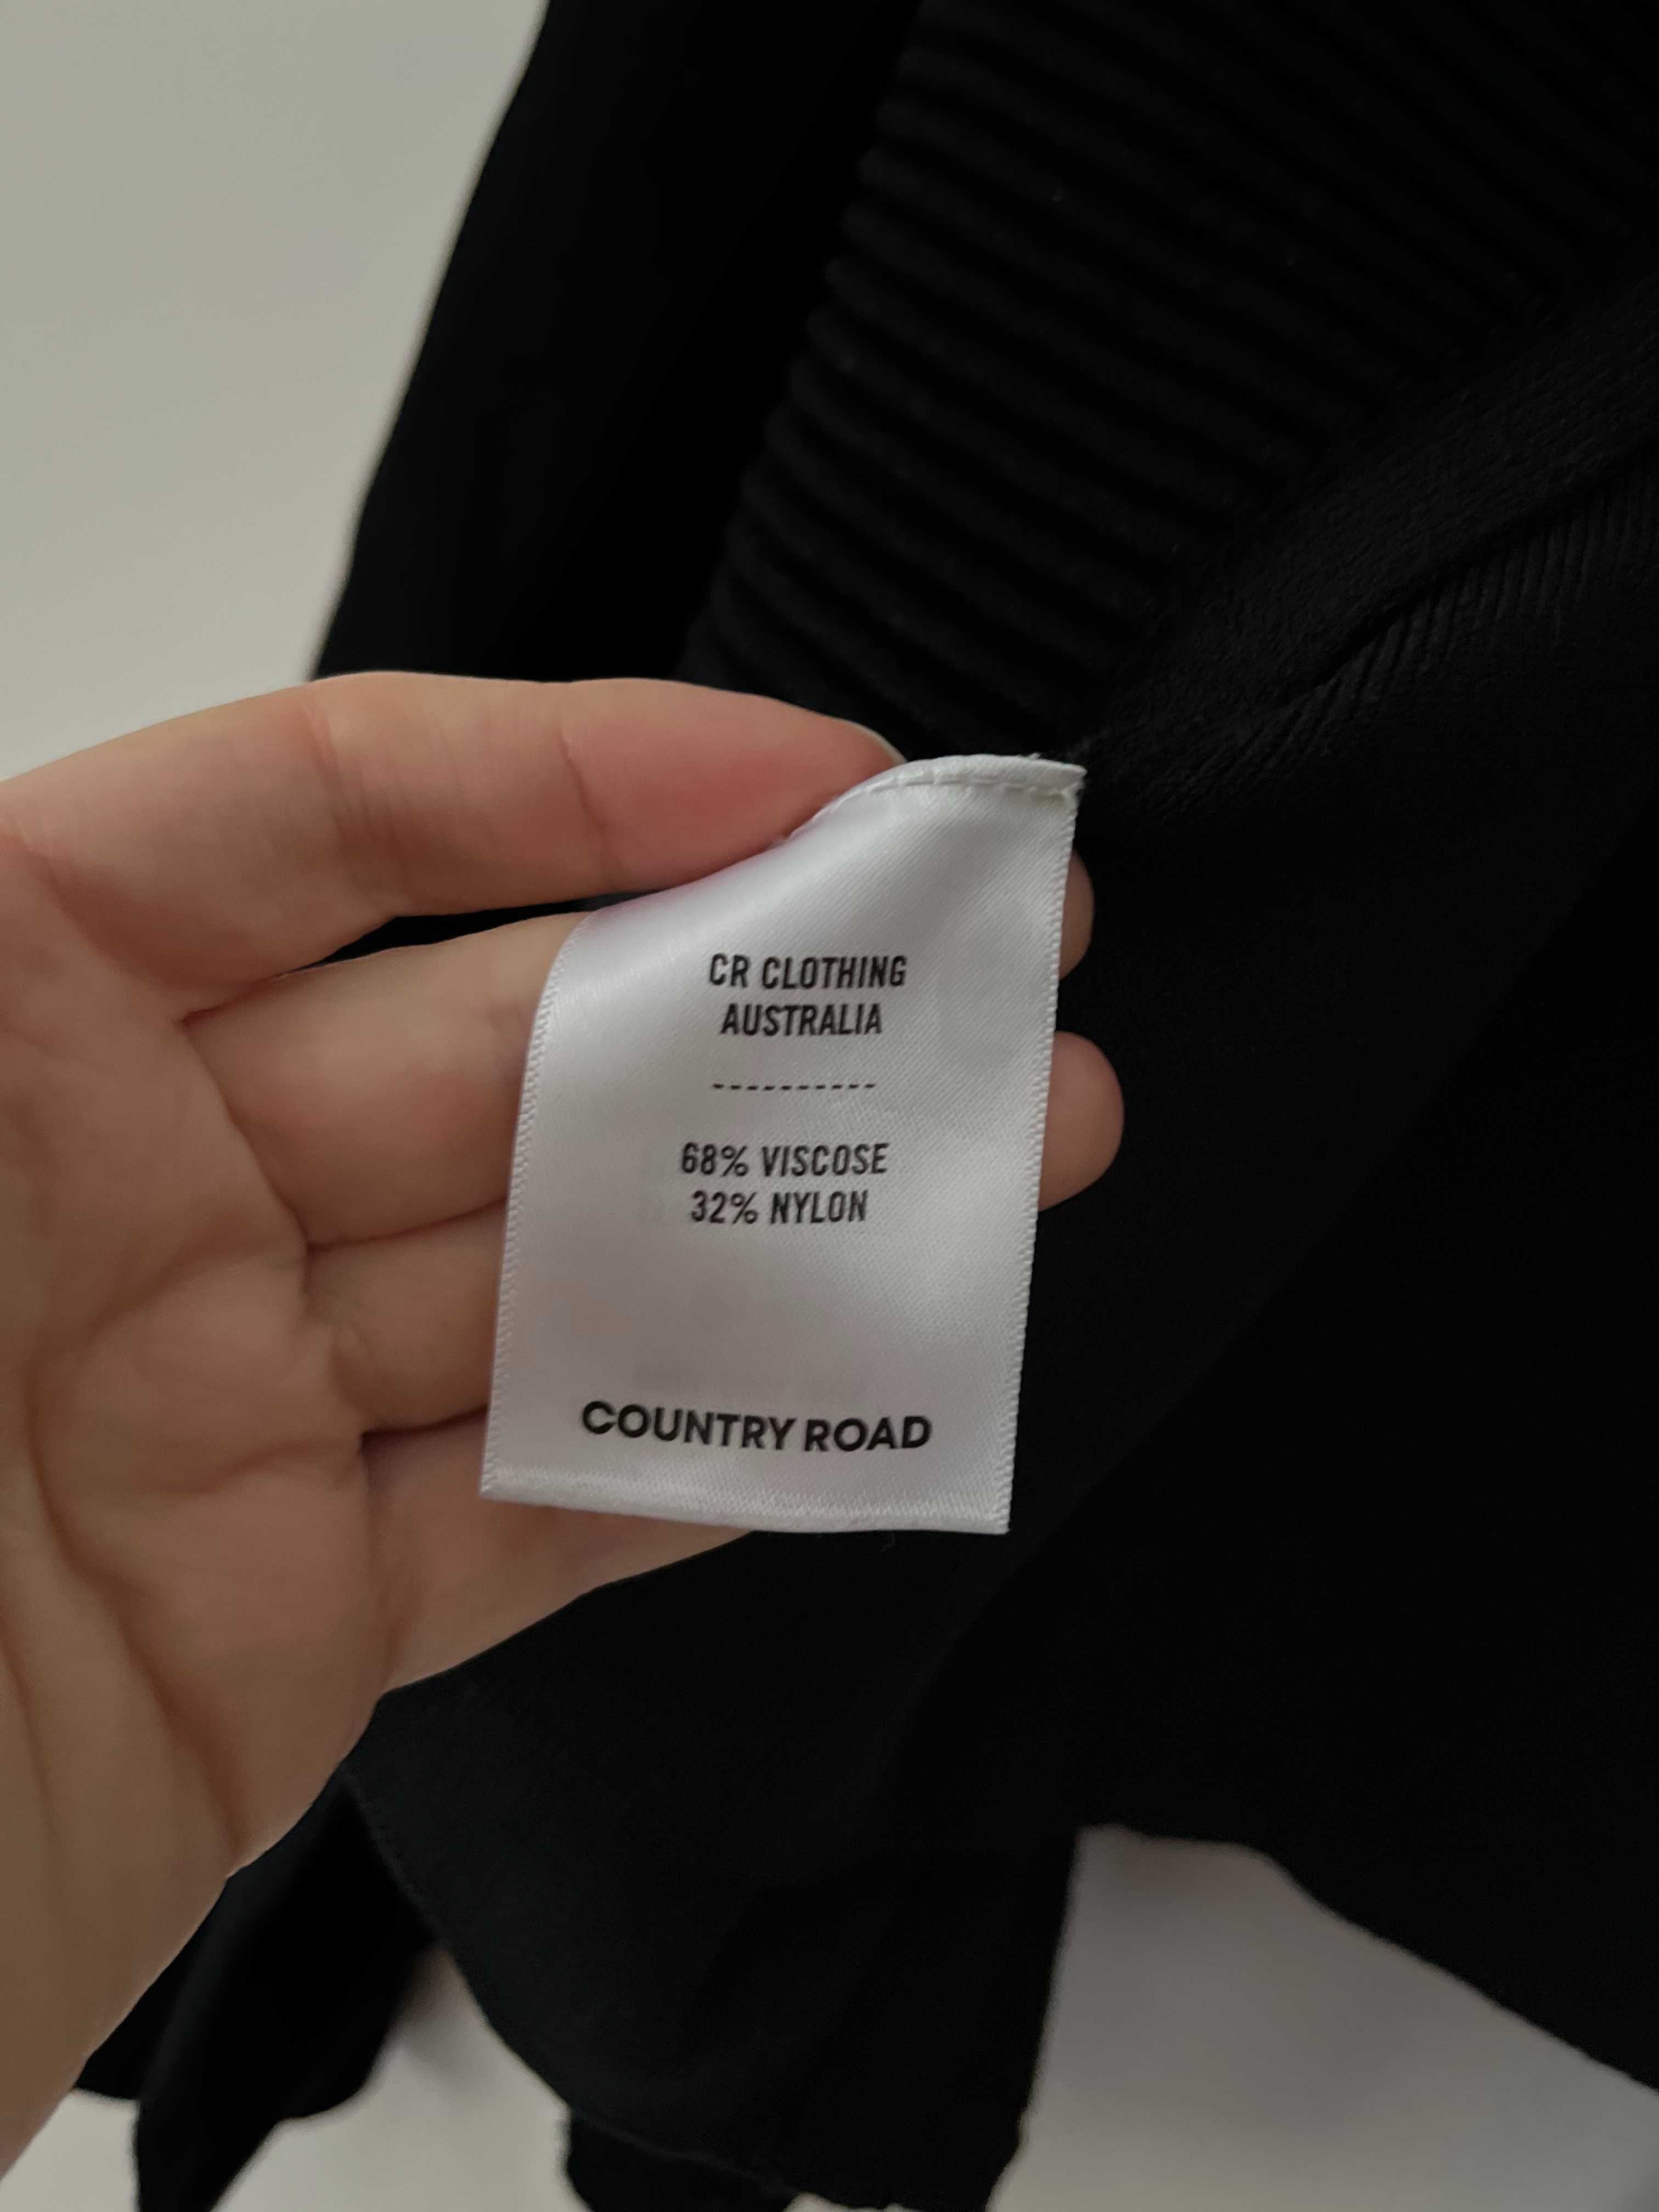 CR CLOTHING
AUSTRALIA
----------
68% VISCOSE
32% NYLON
COUNTRY ROAD